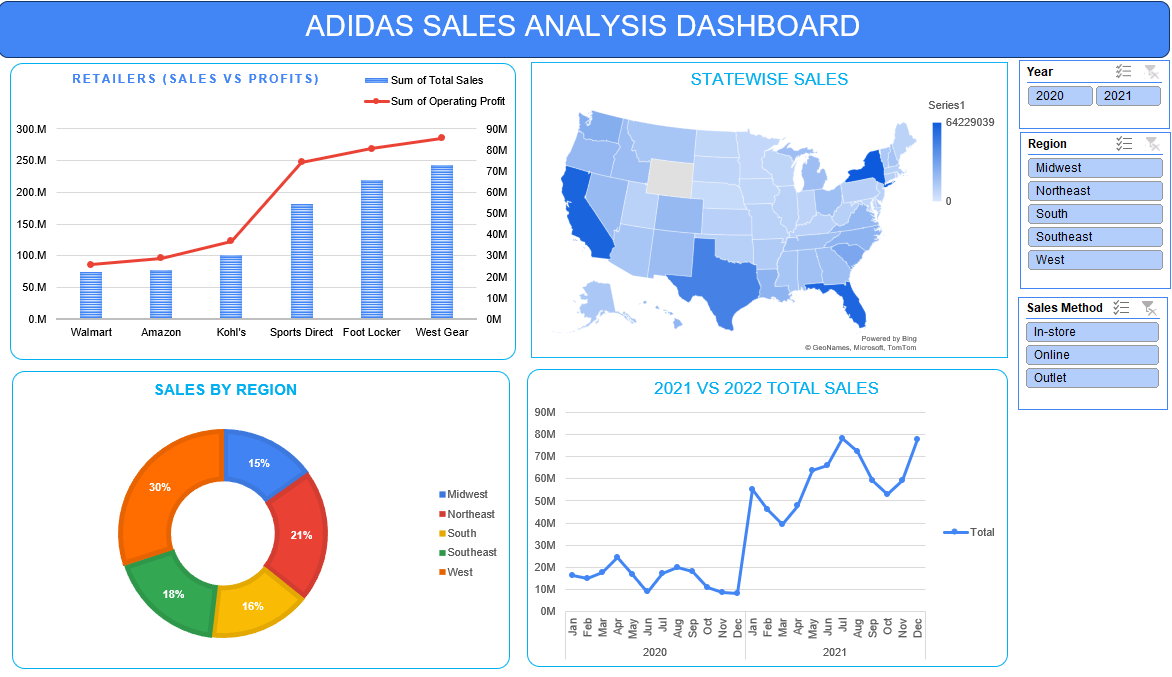 ADIDAS SALES ANALYSIS DASHBOARD
RETAILERS (SALES VS PROFITS)
Sum of Total Sales
Sum of Operating Profit
300.M
250.M
200.M
150.M
100.M
50.M
0.M
90M
80M
70M
60M
50M
40M
30M
20M
10M
0M
Walmart Amazon Kohl's Sports Direct Foot Locker West Gear
STATEWISE SALES
Series1
64229039
0
Powered by Bing
© GeoNames, Microsoft, TomTom
Year
2020 2021
Region
Midwest
Northeast
South
Southeast
West
Sales Method
In-store
Online
Outlet
SALES BY REGION
15%
21%
16%
18%
30%
Midwest
Northeast
South
Southeast
West
2021 VS 2022 TOTAL SALES
90M
80M
70M
60M
50M
40M
30M
20M
10M
0M
Jan Feb Mar Apr May Jun Jul Aug Sep Oct Nov Dec Jan Feb Mar Apr May Jun Jul Aug Sep Oct Nov Dec
2020 2021
Total